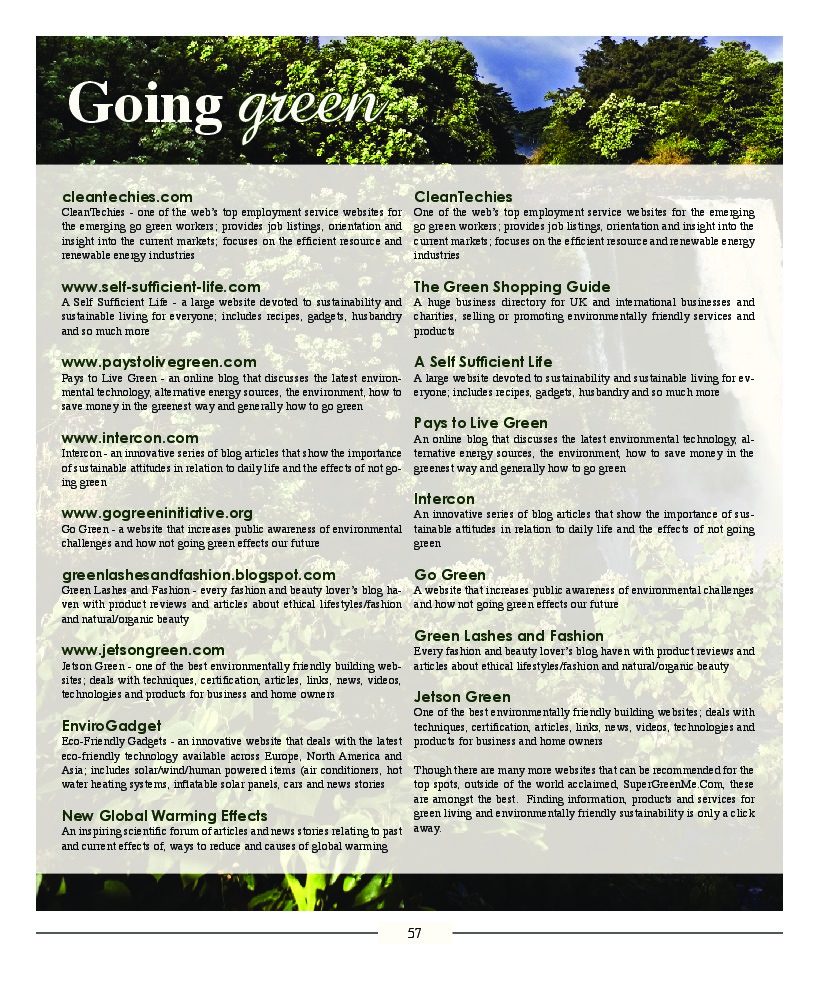 Going green
cleantechies.com
CleanTechies - one of the web's top employment service websites for
the emerging go green workers; provides job listings, orientation and
insight into the current markets; focuses on the efficient resource and
renewable energy industries
www.self-sufficient-life.com
A Self Sufficient Life - a large website devoted to sustainability and
sustainable living for everyone; includes recipes, gadgets, husbandry
and so much more
www.paystolivegreen.com
Pays to Live Green - an online blog that discusses the latest environ-
mental technology, alternative energy sources, the environment, how to
save money in the greenest way and generally how to go green
www.intercon.com
Intercon - an innovative series of blog articles that show the importance
of sustainable attitudes in relation to daily life and the effects of not go-
ing green
www.gogreeninitiative.org
Go Green - a website that increases public awareness of environmental
challenges and how not going green effects our future
greenlashesandfashion.blogspot.com
Green Lashes and Fashion - every fashion and beauty lover's blog ha-
ven with product reviews and articles about ethical lifestyles/fashion
and natural/organic beauty
www.jetsongreen.com
Jetson Green - one of the best environmentally friendly building web-
sites; deals with techniques, certification, articles, links, news, videos,
technologies and products for business and home owners
EnviroGadget
Eco-Friendly Gadgets - an innovative website that deals with the latest
eco-friendly technology available across Europe, North America and
Asia; includes solar/wind/human powered items (air conditioners, hot
water heating systems, inflatable solar panels, cars and news stories
New Global Warming Effects
An inspiring scientific forum of articles and news stories relating to past
and current effects of, ways to reduce and causes of global warming
CleanTechies
One of the web's top employment service websites for the emerging
go green workers; provides job listings, orientation and insight into the
current markets; focuses on the efficient resource and renewable energy
industries
The Green Shopping Guide
A huge business directory for UK and international businesses and
charities, selling or promoting environmentally friendly services and
products
A Self Sufficient Life
A large website devoted to sustainability and sustainable living for ev-
eryone; includes recipes, gadgets, husbandry and so much more
Pays to Live Green
An online blog that discusses the latest environmental technology, al-
ternative energy sources, the environment, how to save money in the
greenest way and generally how to go green
Intercon
An innovative series of blog articles that show the importance of sus-
tainable attitudes in relation to daily life and the effects of not going
green
Go Green
A website that increases public awareness of environmental challenges
and how not going green effects our future
Green Lashes and Fashion
Every fashion and beauty lover's blog haven with product reviews and
articles about ethical lifestyles/fashion and natural/organic beauty
Jetson Green
One of the best environmentally friendly building websites; deals with
techniques, certification, articles, links, news, videos, technologies and
products for business and home owners
Though there are many more websites that can be recommended for the
top spots, outside of the world acclaimed, SuperGreenMe.Com, these
are amongst the best. Finding information, products and services for
green living and environmentally friendly sustainability is only a click
away.
57